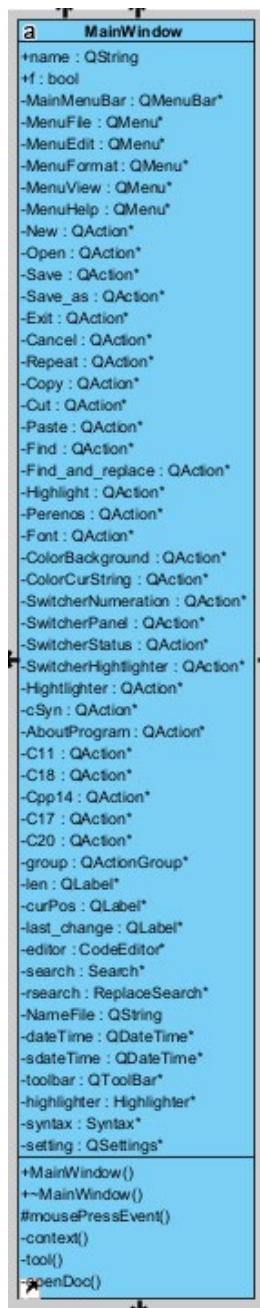 a MainWindow
+name : QString
+f : bool
-MainMenuBar : QMenuBar*
-MenuFile : QMenu*
-MenuEdit : QMenu*
-MenuFormat : QMenu*
-MenuView : QMenu*
-MenuHelp : QMenu*
-New : QAction*
-Open : QAction*
-Save : QAction*
-Save_as : QAction*
-Exit : QAction*
-Cancel : QAction*
-Repeat : QAction*
-Copy : QAction*
-Cut : QAction*
-Paste : QAction*
-Find : QAction*
-Find_and_replace : QAction*
-Highlight : QAction*
-Perenos : QAction*
-Font : QAction*
-ColorBackground : QAction*
-ColorCurString : QAction*
-SwitcherNumeration : QAction*
-SwitcherPanel : QAction*
-SwitcherStatus : QAction*
-SwitcherHightlighter : QAction*
-Hightlighter : QAction*
-cSyn : QAction*
-AboutProgram : QAction*
-C11 : QAction*
-C18 : QAction*
-Cpp14 : QAction*
-C17 : QAction*
-C20 : QAction*
-group : QActionGroup*
-len : QLabel*
-curPos : QLabel*
-last_change : QLabel*
-editor : CodeEditor*
-search : Search*
-rsearch : ReplaceSearch*
-NameFile : QString
-dateTime : QDateTime*
-sdateTime : QDateTime*
-toolbar : QToolBar*
-highlighter : Highlighter*
-syntax : Syntax*
-setting : QSettings*
+MainWindow()
+~MainWindow()
#mousePressEvent()
-context()
-tool()
-openDoc()